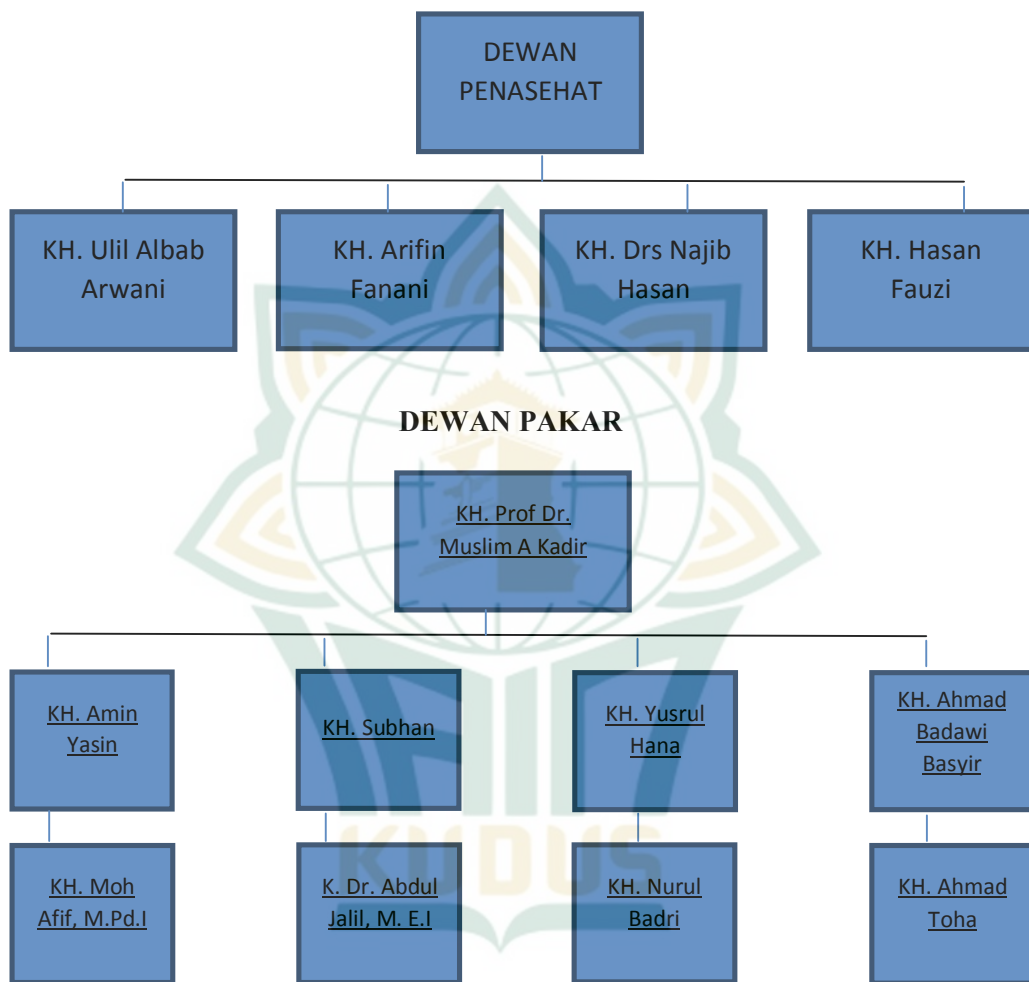 DEWAN
PENASEHAT
KH. Ulil Albab
Arwani
KH. Arifin
Fanani
KH. Drs Najib
Hasan
KH. Hasan
Fauzi
DEWAN PAKAR
KH. Prof Dr.
Muslim A Kadir
KH. Amin
Yasin
KH. Subhan
KH. Yusrul
Hana
KH. Ahmad
Badawi
Basyir
KH. Moh
Afif, M.Pd.I
K. Dr. Abdul
Jalil, M. E.I
KH. Nurul
Badri
KH. Ahmad
Toha
KUDUS